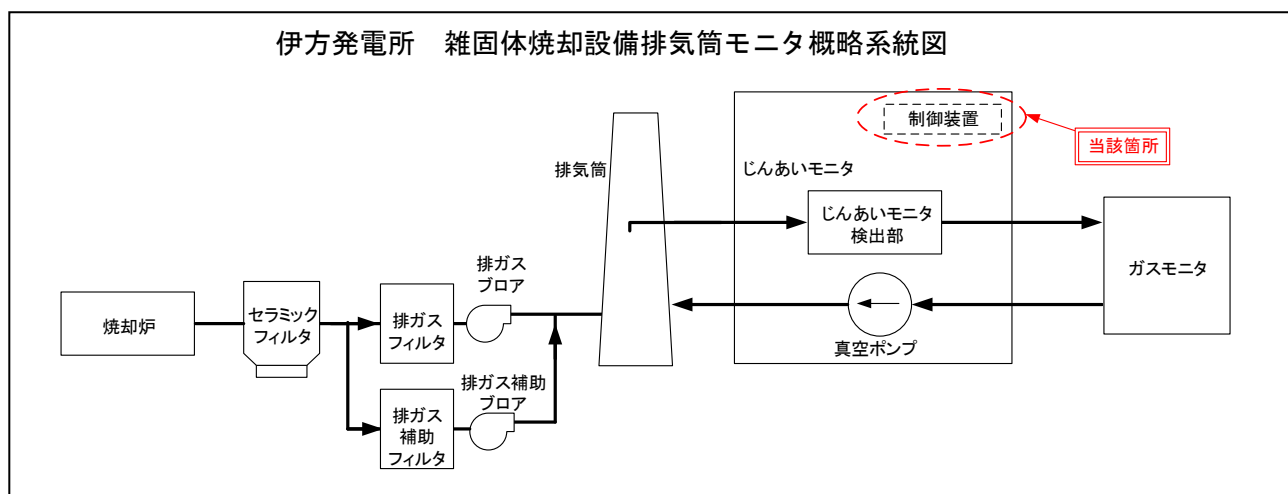 伊方発電所　雑固体焼却設備排気筒モニタ概略系統図
制御装置
当該箇所
排気筒
じんあいモニタ
じんあいモニタ
検出部
ガスモニタ
排ガス
ブロア
焼却炉
セラミック
フィルタ
排ガス
フィルタ
真空ポンプ
排ガス補助
ブロア
排ガス
補助
フィルタ